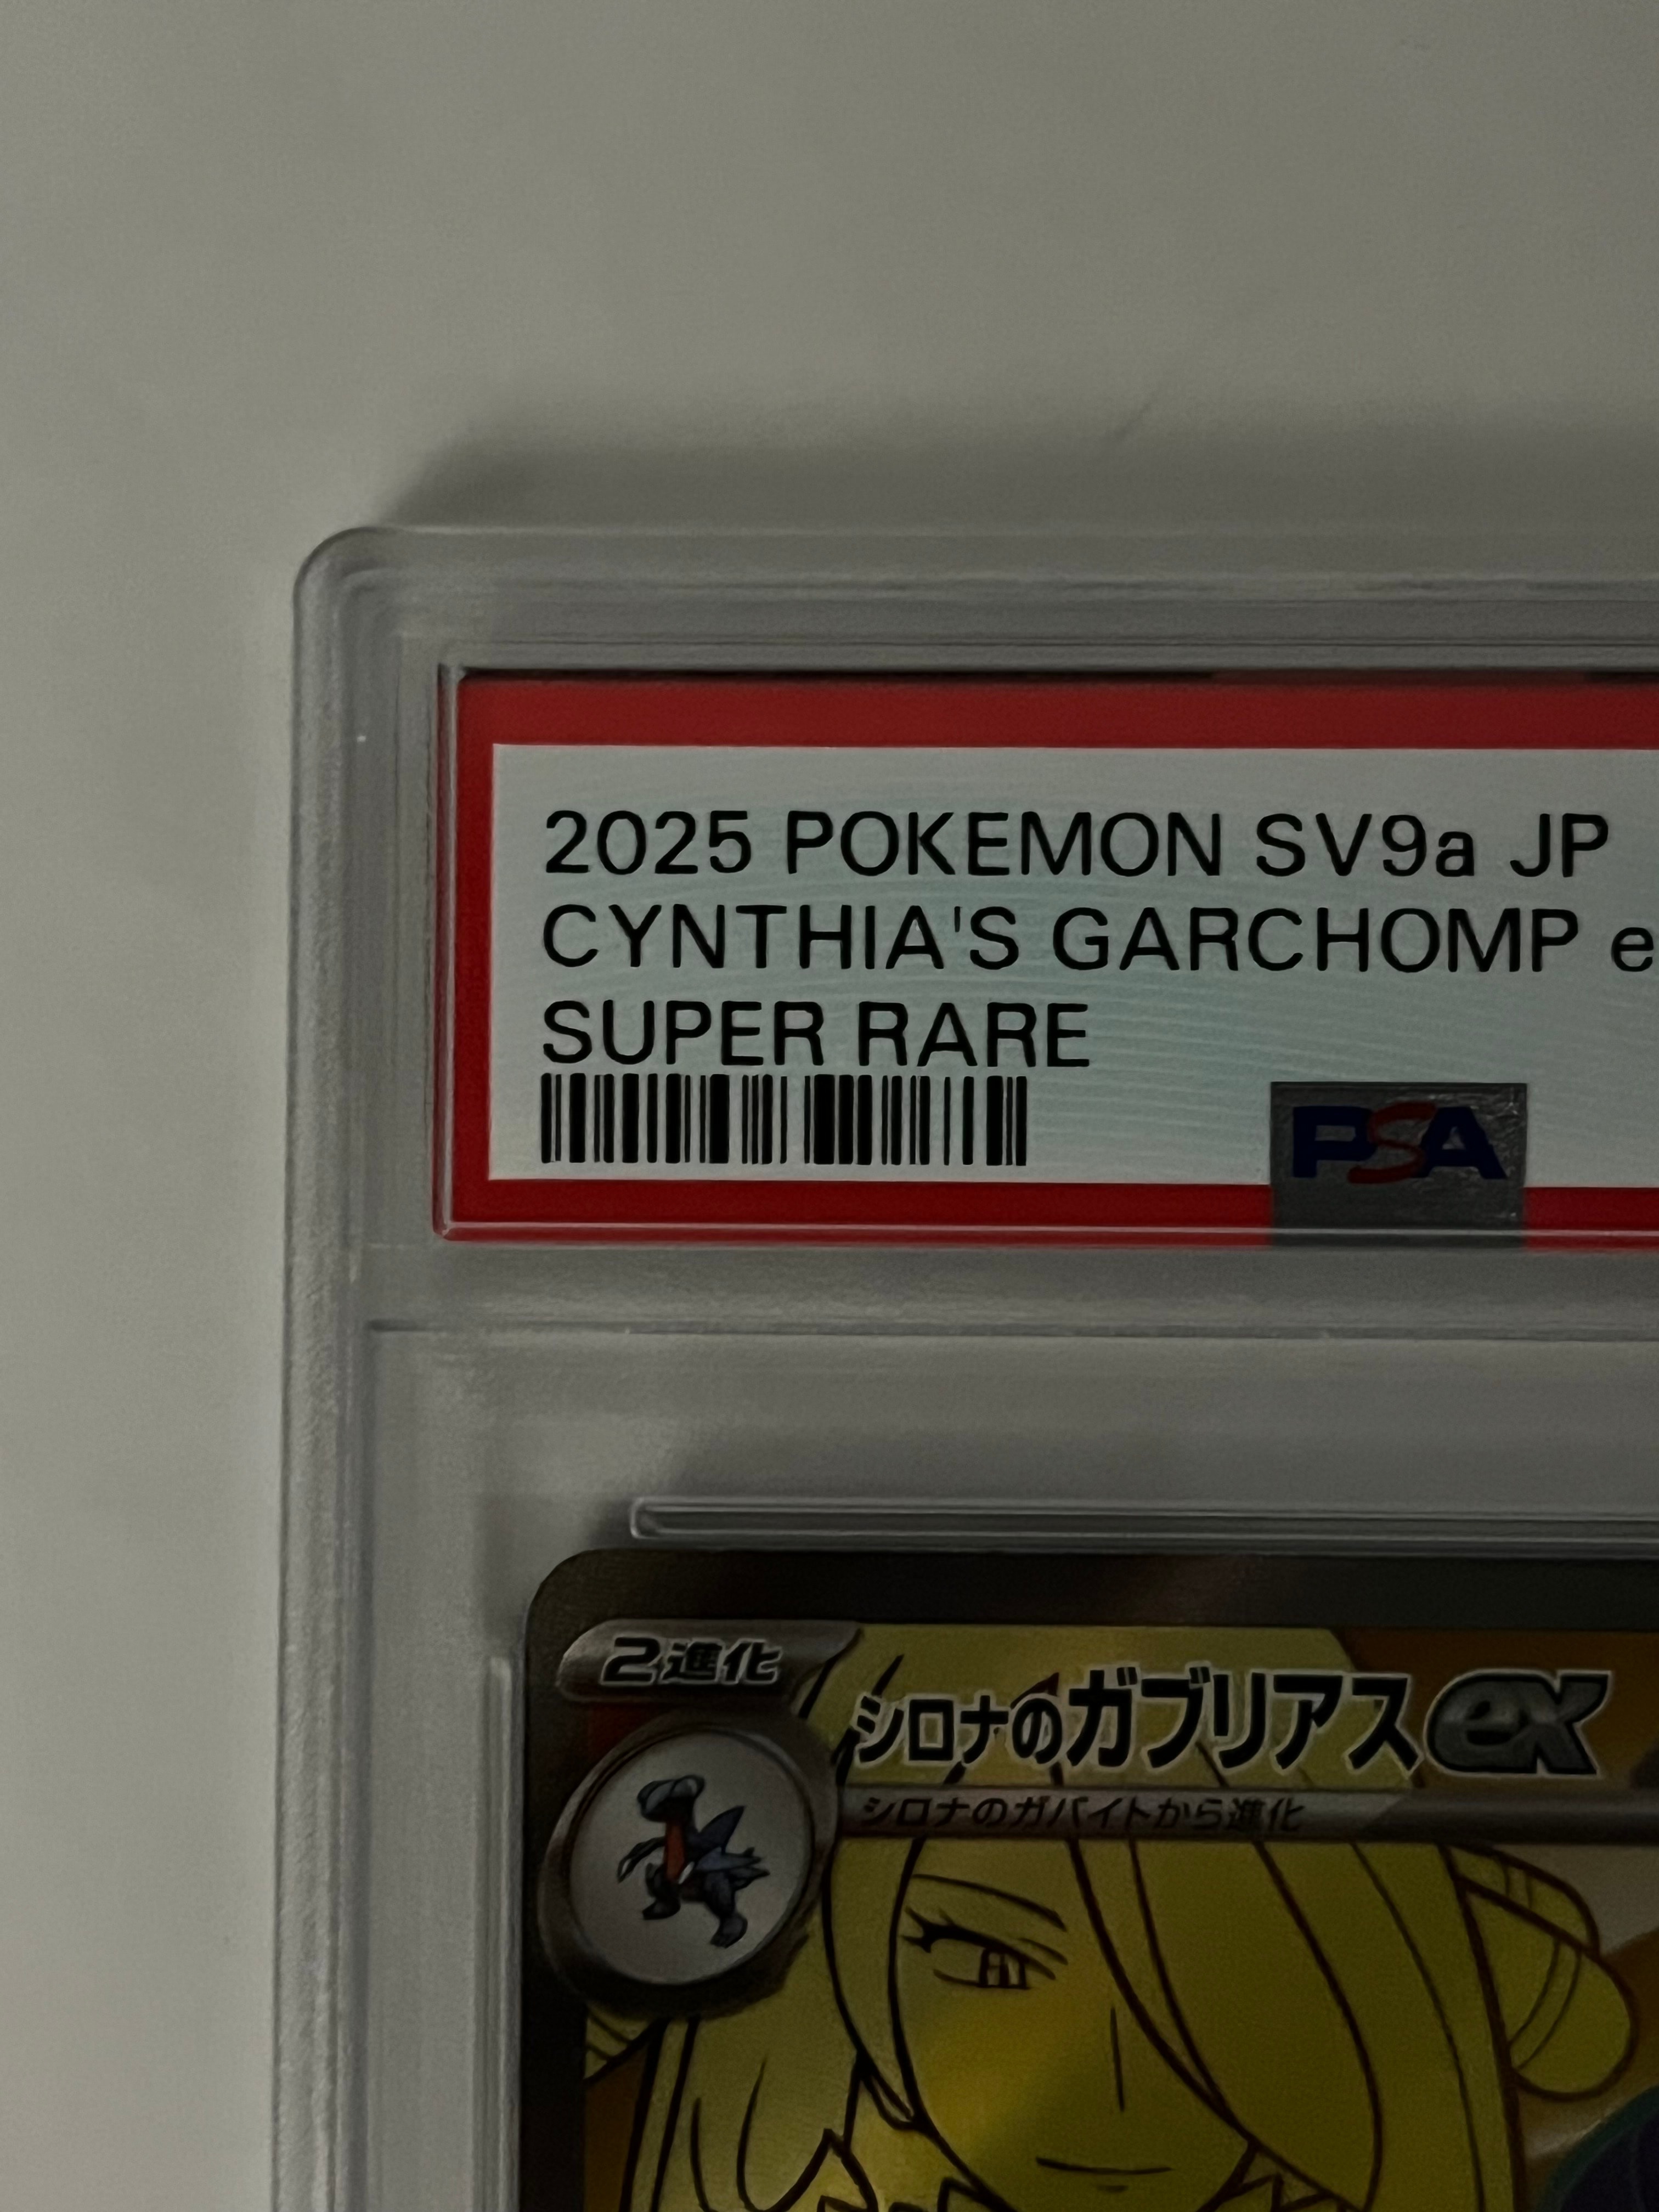 2025 POKEMON SV9a JP
CYNTHIA'S GARCHOMP e
SUPER RARE
PSA
2進化
シロナのガブリアスex
シロナのガバイトから進化